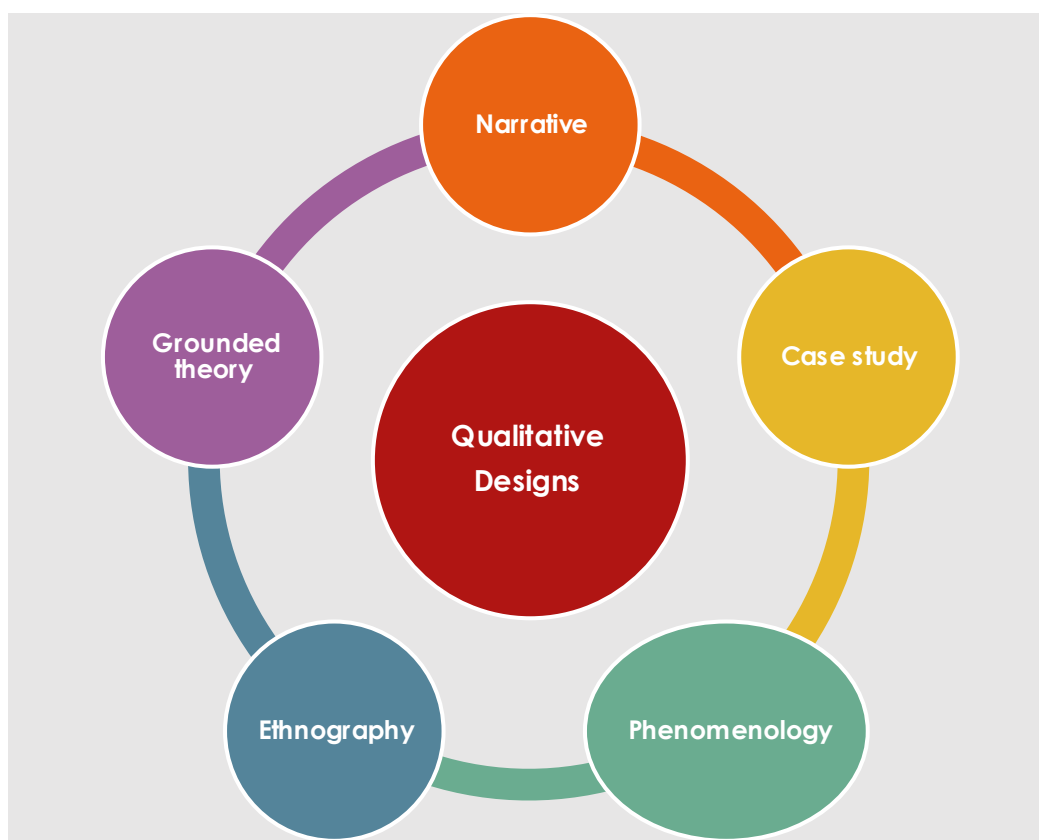 Narrative
Case study
Phenomenology
Ethnography
Grounded
theory
Qualitative
Designs